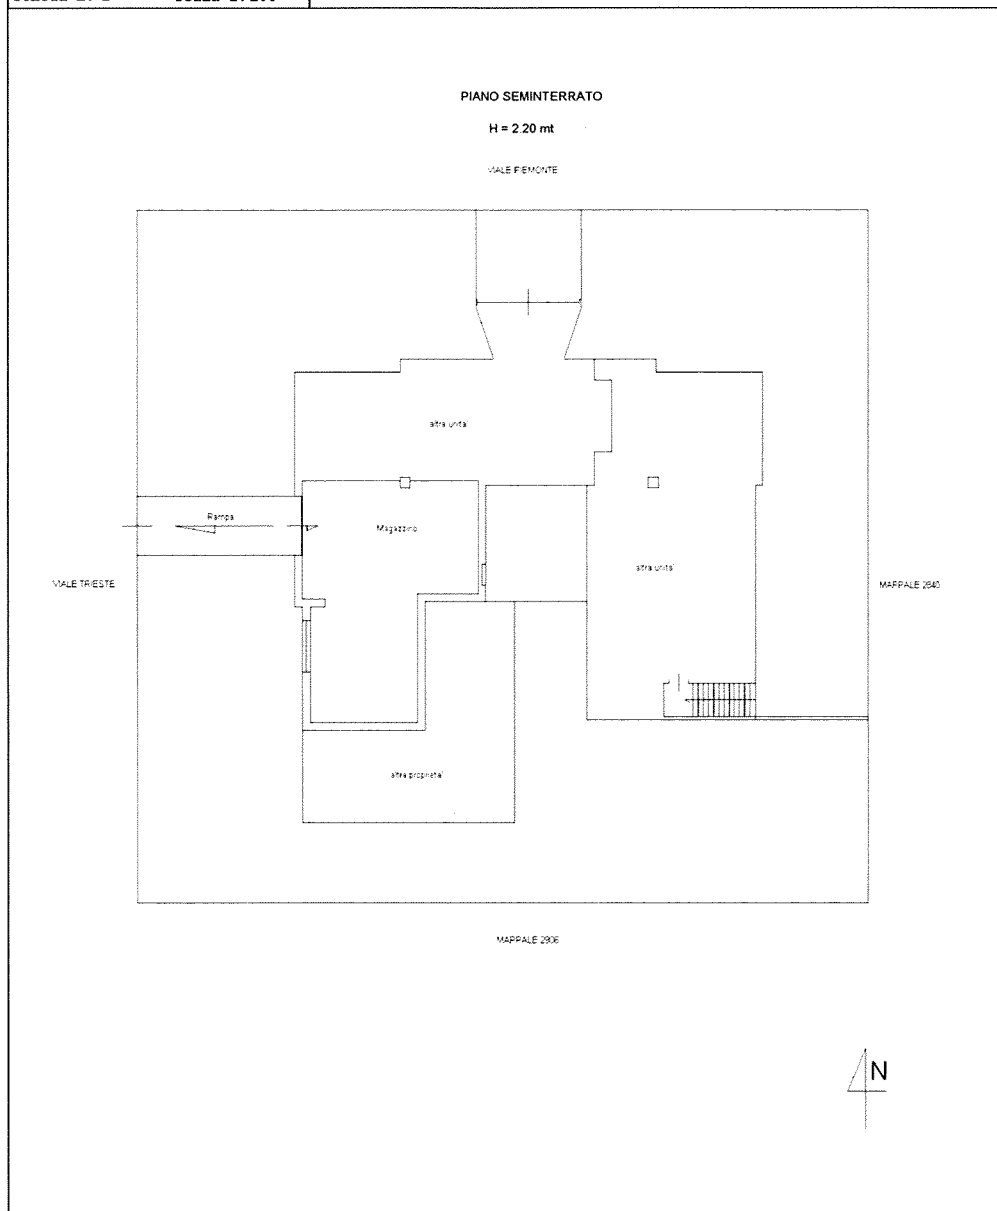 PIANO SEMINTERRATO
H = 2.20 mt
VIALE PIEMONTE
altra unita'
Rampa
Magazzino
altra unita'
VIALE TRIESTE
MAPPALE 2840
altra proprieta'
MAPPALE 2906
N